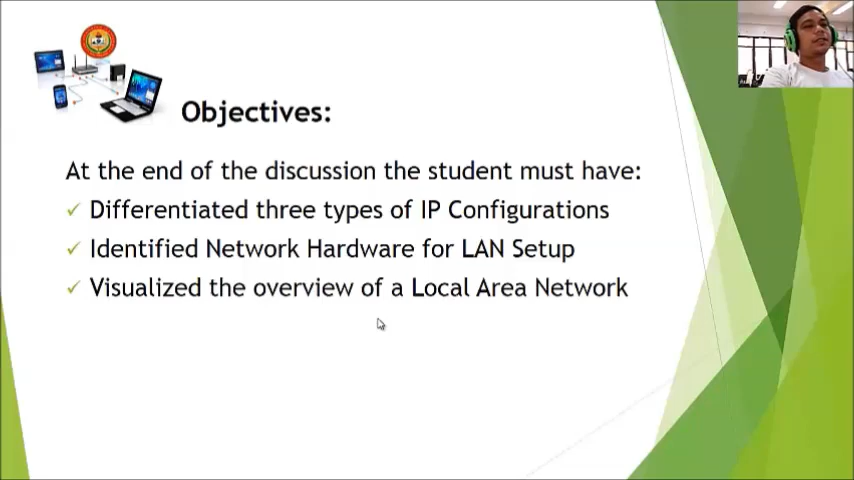 Objectives:
At the end of the discussion the student must have:
Differentiated three types of IP Configurations
Identified Network Hardware for LAN Setup
Visualized the overview of a Local Area Network